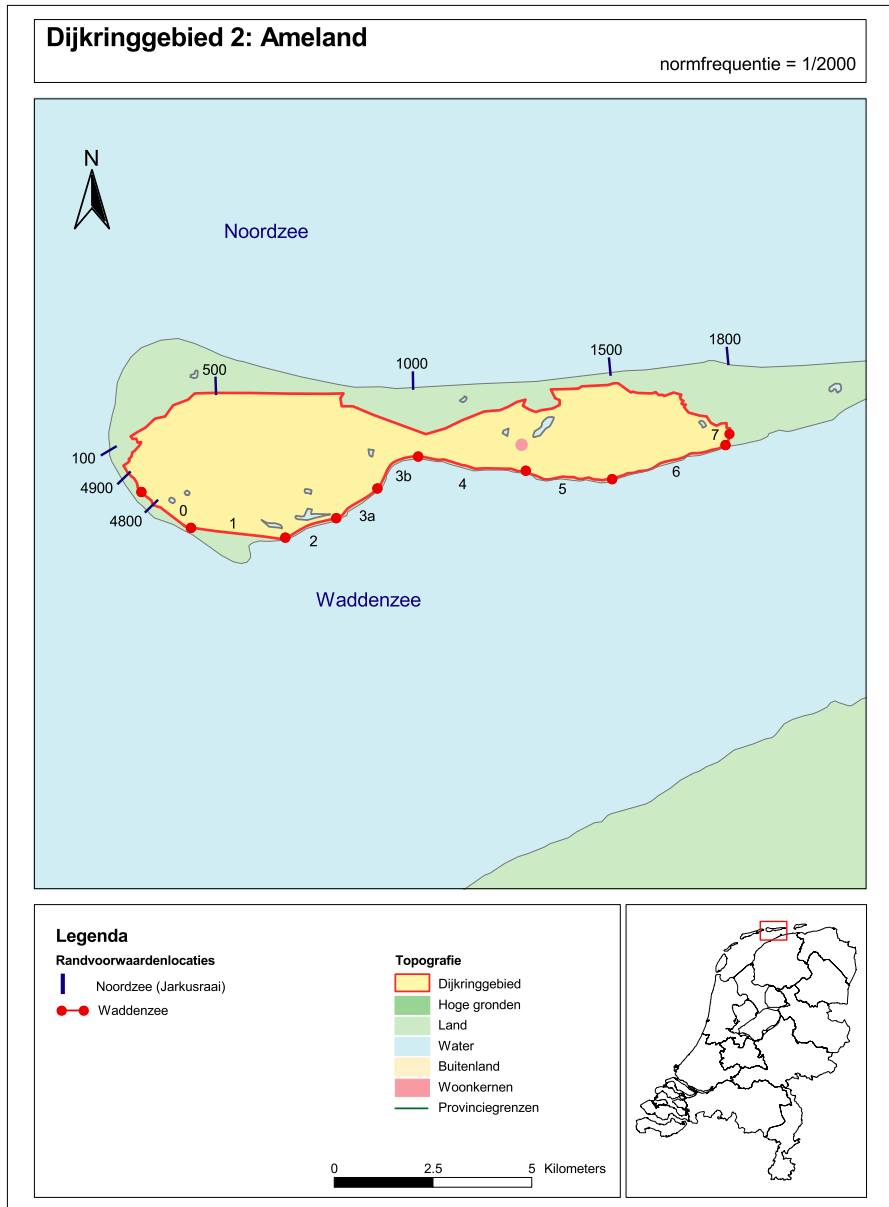 Dijkringgebied 2: Ameland
normfrequentie = 1/2000
N
Noordzee
1800
1500
1000
500
100
4900
4800
0
1
2
3a
3b
4
5
6
7
Waddenzee
Legenda
Randvoorwaardenlocaties
Noordzee (Jarkusraai)
Waddenzee
Topografie
Dijkringgebied
Hoge gronden
Land
Water
Buitenland
Woonkernen
Provinciegrenzen
0 2.5 5 Kilometers